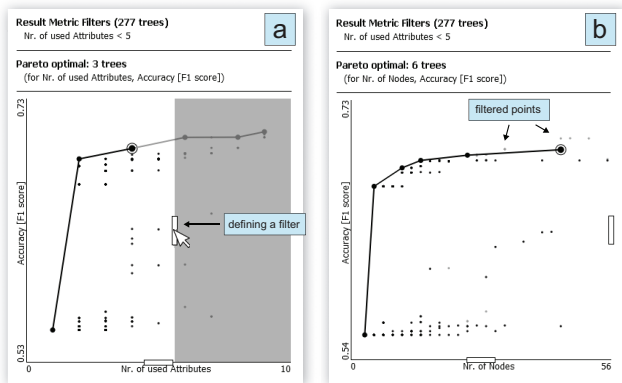 Result Metric Filters (277 trees)
Nr. of used Attributes < 5
a
Pareto optimal: 3 trees
(for Nr. of used Attributes, Accuracy [F1 score])
0.73
Accuracy [F1 score]
0.53
defining a filter
0
Nr. of used Attributes
10
Result Metric Filters (277 trees)
Nr. of used Attributes < 5
b
Pareto optimal: 6 trees
(for Nr. of Nodes, Accuracy [F1 score])
0.73
filtered points
Accuracy [F1 score]
0.54
0
Nr. of Nodes
56